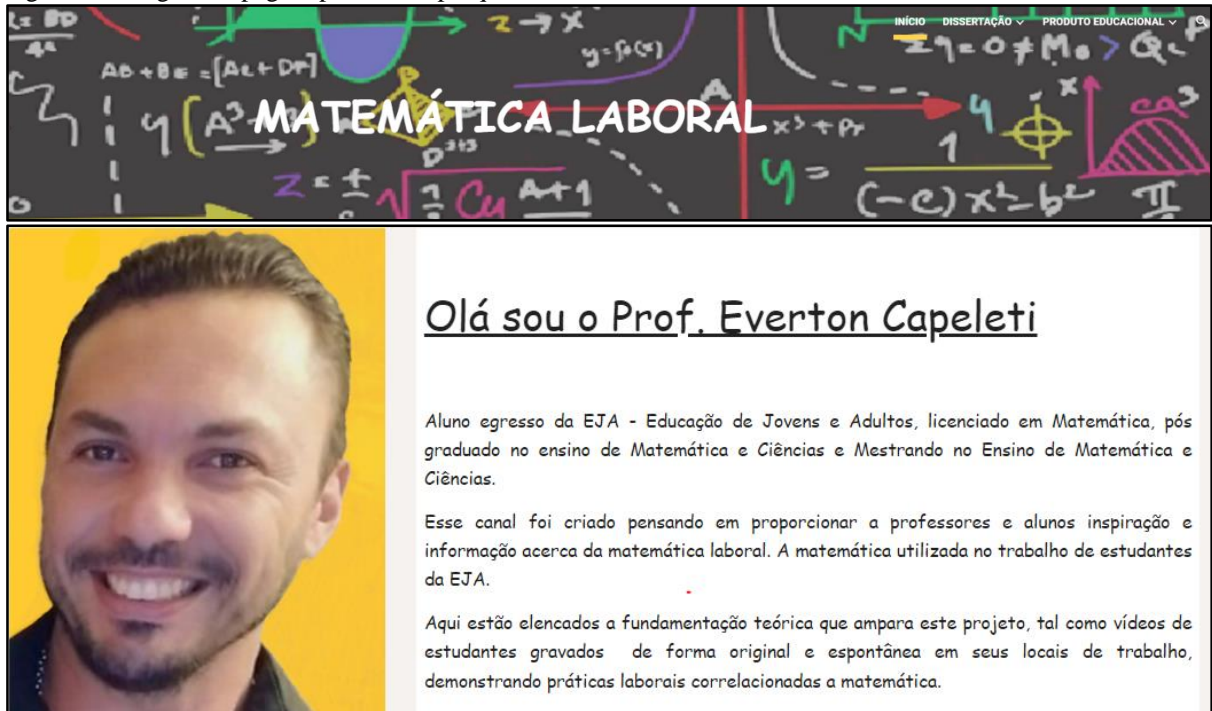 INÍCIO DISSERTAÇÃO PRODUTO EDUCACIONAL
MATEMÁTICA LABORAL
Olá sou o Prof. Everton Capeleti
Aluno egresso da EJA - Educação de Jovens e Adultos, licenciado em Matemática, pós
graduado no ensino de Matemática e Ciências e Mestrando no Ensino de Matemática e
Ciências.
Esse canal foi criado pensando em proporcionar a professores e alunos inspiração e
informação acerca da matemática laboral. A matemática utilizada no trabalho de estudantes
da EJA.
Aqui estão elencados a fundamentação teórica que ampara este projeto, tal como vídeos de
estudantes gravados de forma original e espontânea em seus locais de trabalho,
demonstrando práticas laborais correlacionadas a matemática.